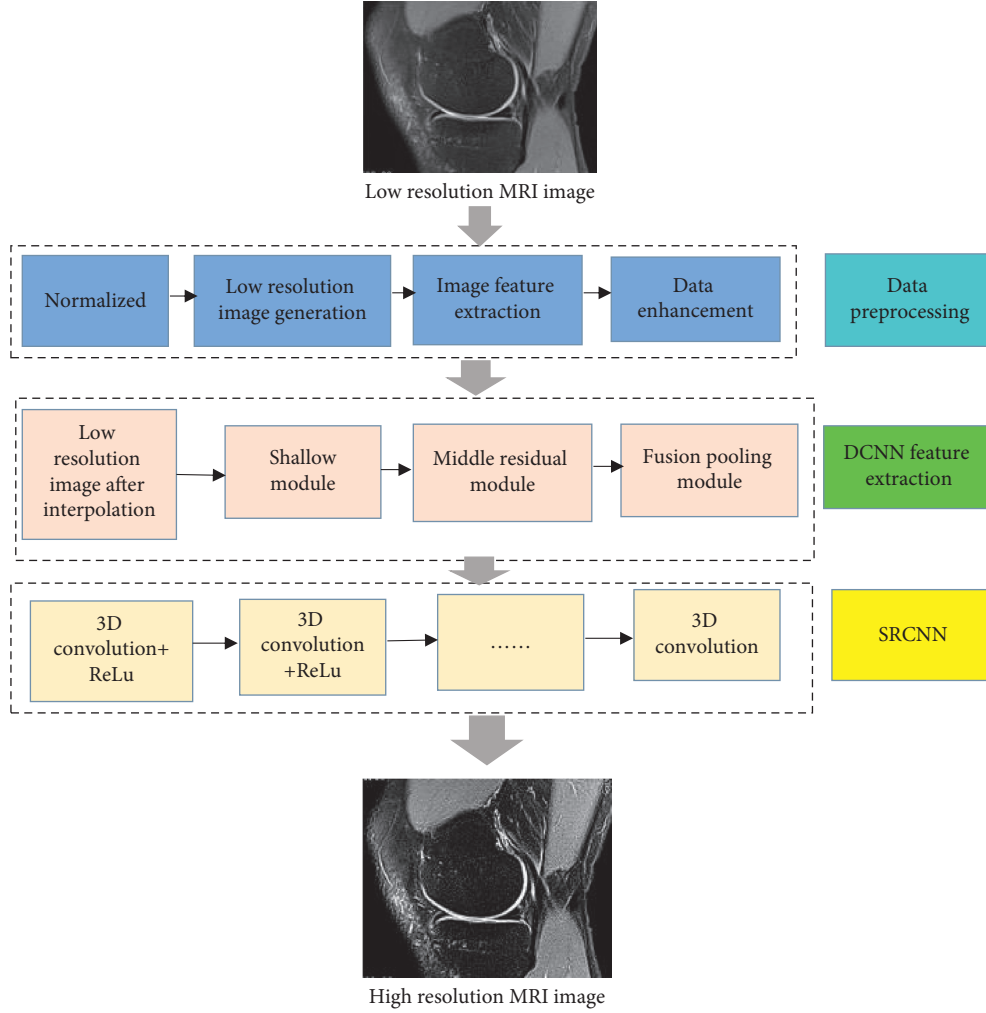 Low resolution MRI image
Normalized
Low resolution
image generation
Image feature
extraction
Data
enhancement
Data
preprocessing
Low
resolution
image after
interpolation
Shallow
module
Middle residual
module
Fusion pooling
module
DCNN feature
extraction
3D
convolution+
ReLu
3D
convolution
+ReLu
……
3D
convolution
SRCNN
High resolution MRI image